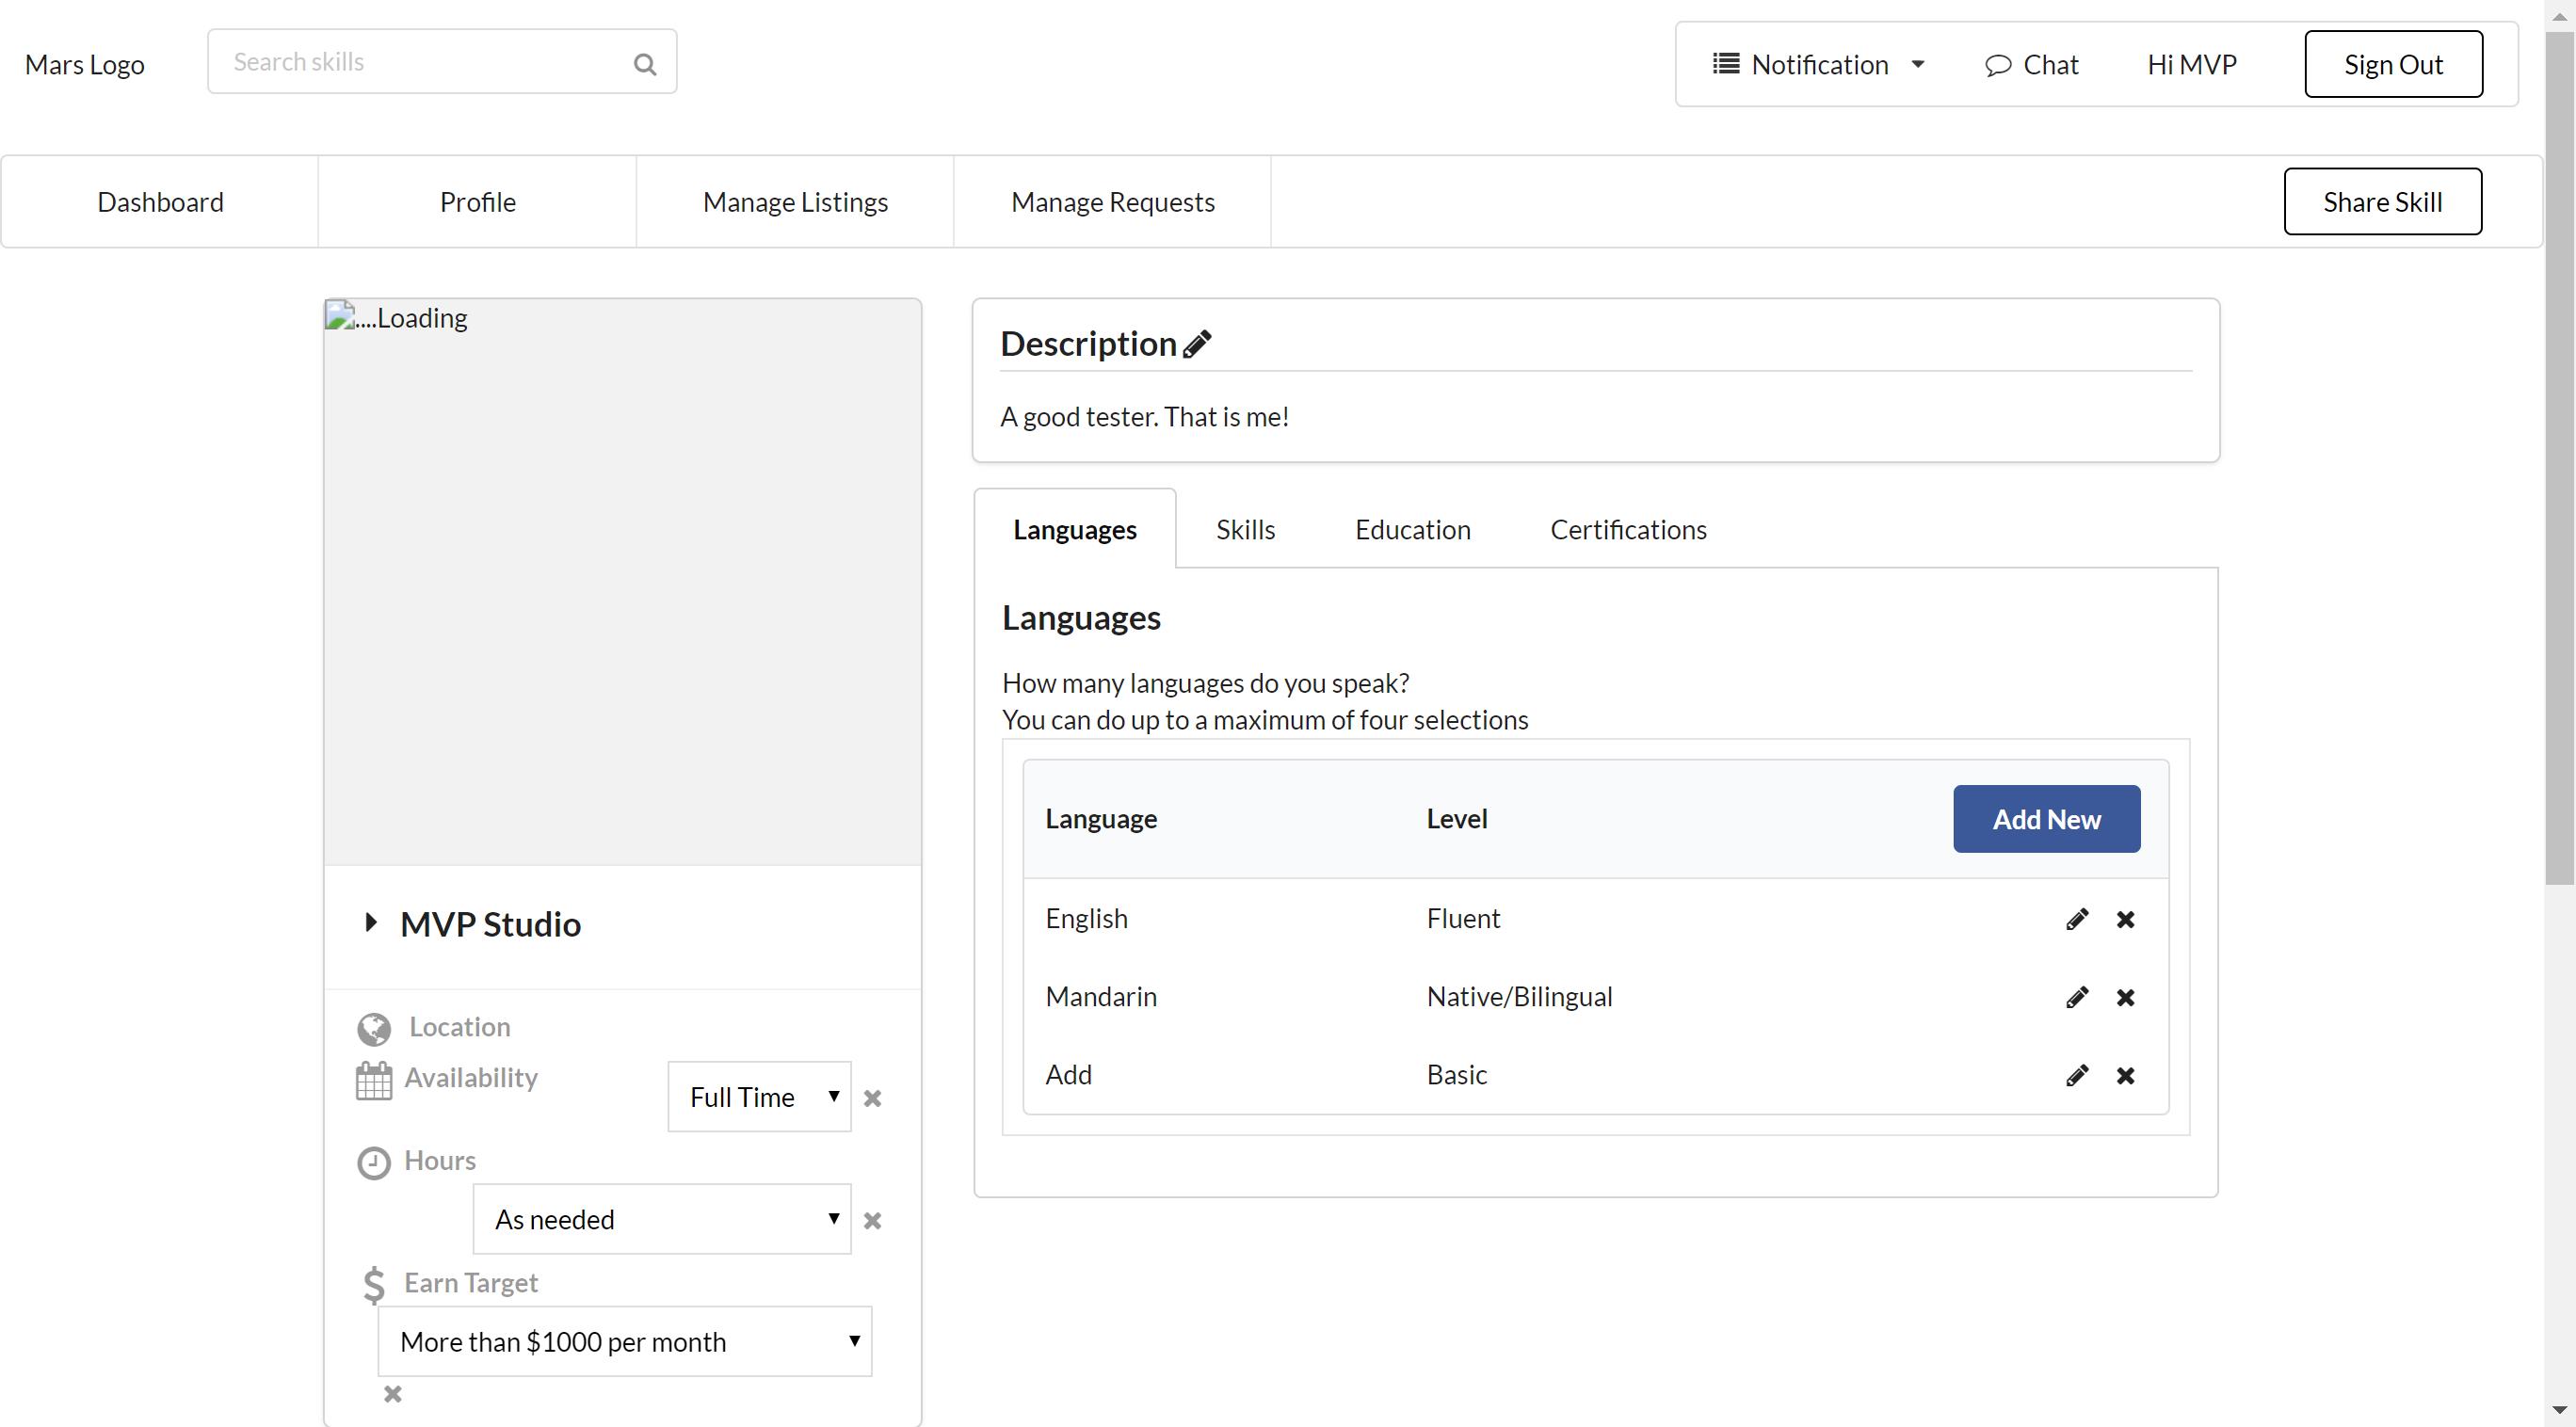 Mars Logo
Search skills
Notification
Chat
Hi MVP
Sign Out
Dashboard
Profile
Manage Listings
Manage Requests
Share Skill
....Loading
MVP Studio
Location
Availability
Full Time
Hours
As needed
Earn Target
More than $1000 per month
Description
A good tester. That is me!
Languages
Skills
Education
Certifications
Languages
How many languages do you speak?
You can do up to a maximum of four selections
Language Level Add New
English Fluent
Mandarin Native/Bilingual
Add Basic